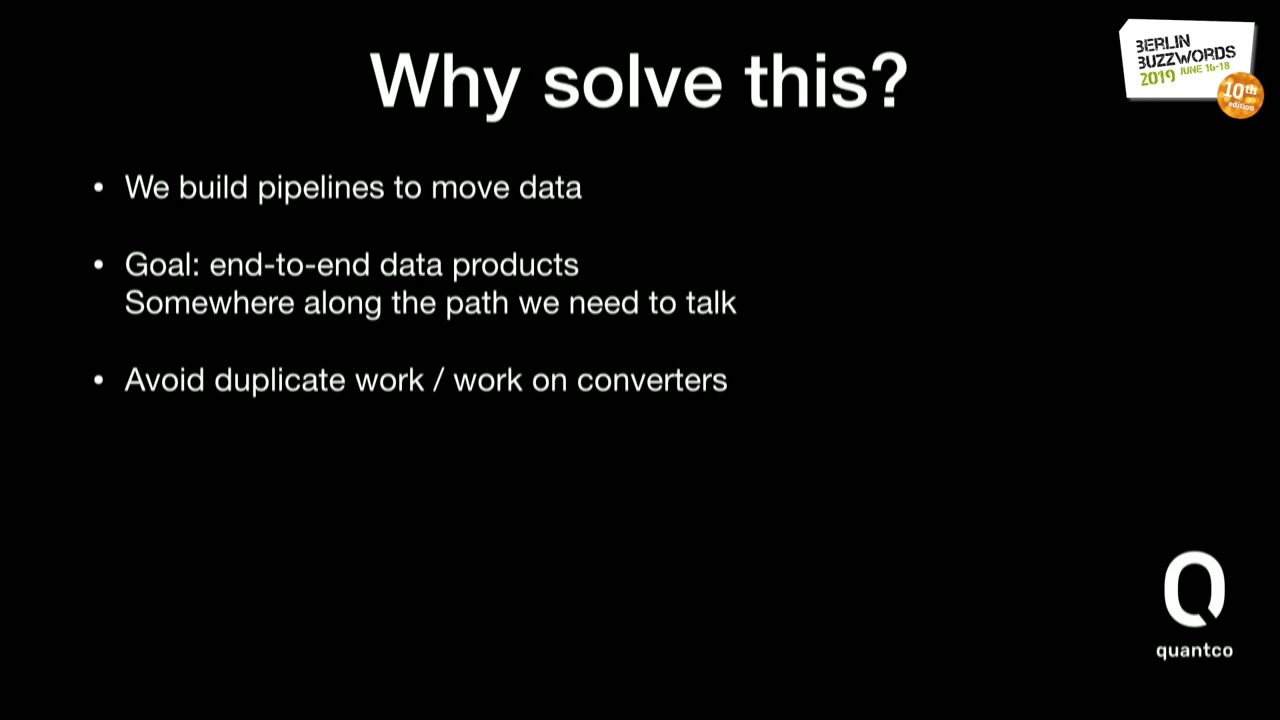 Why solve this?
BERLIN
BUZZWORDS
2019 JUNE 16-18
10th
edition
• We build pipelines to move data
• Goal: end-to-end data products
Somewhere along the path we need to talk
• Avoid duplicate work / work on converters
Q
quantco